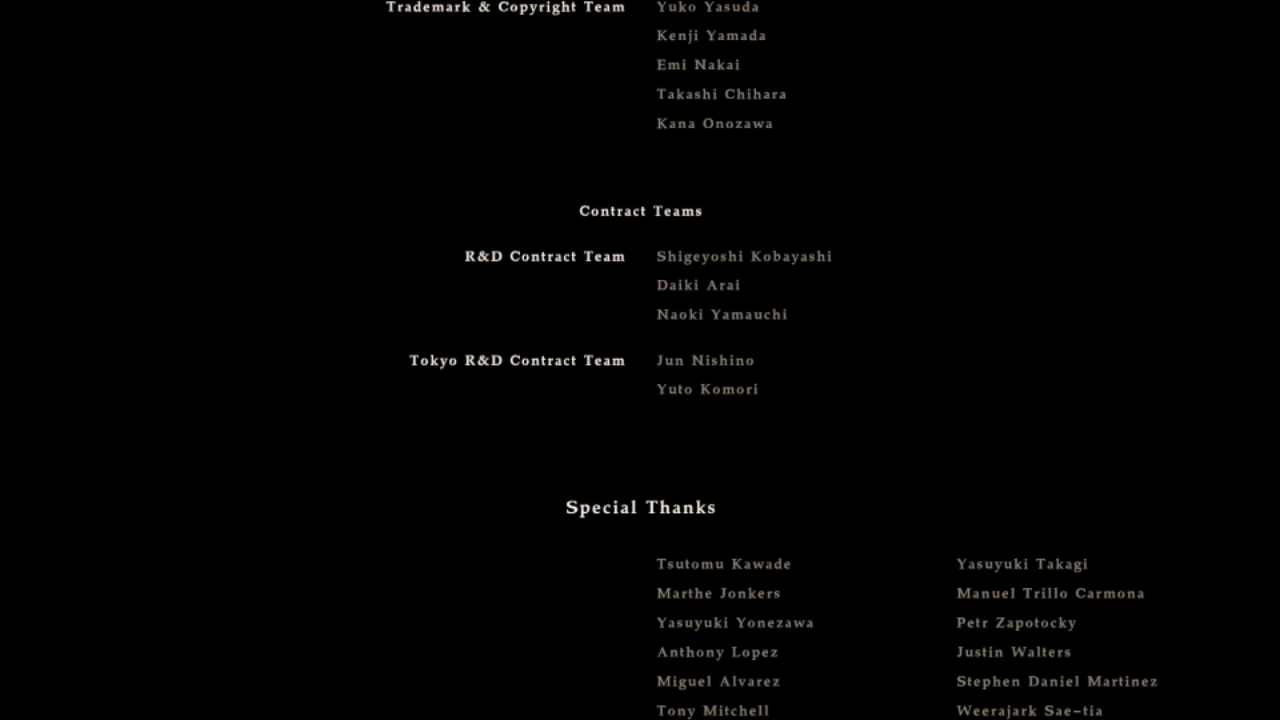 Trademark & Copyright Team Yuko Yasuda
Kenji Yamada
Emi Nakai
Takashi Chihara
Kana Onozawa
Contract Teams
R&D Contract Team Shigeyoshi Kobayashi
Daiki Arai
Naoki Yamauchi
Tokyo R&D Contract Team Jun Nishino
Yuto Komori
Special Thanks
Tsutomu Kawade Yasuyuki Takagi
Marthe Jonkers Manuel Trillo Carmona
Yasuyuki Yonezawa Petr Zapotocky
Anthony Lopez Justin Walters
Miguel Alvarez Stephen Daniel Martinez
Tony Mitchell Weerajark Sae-tia